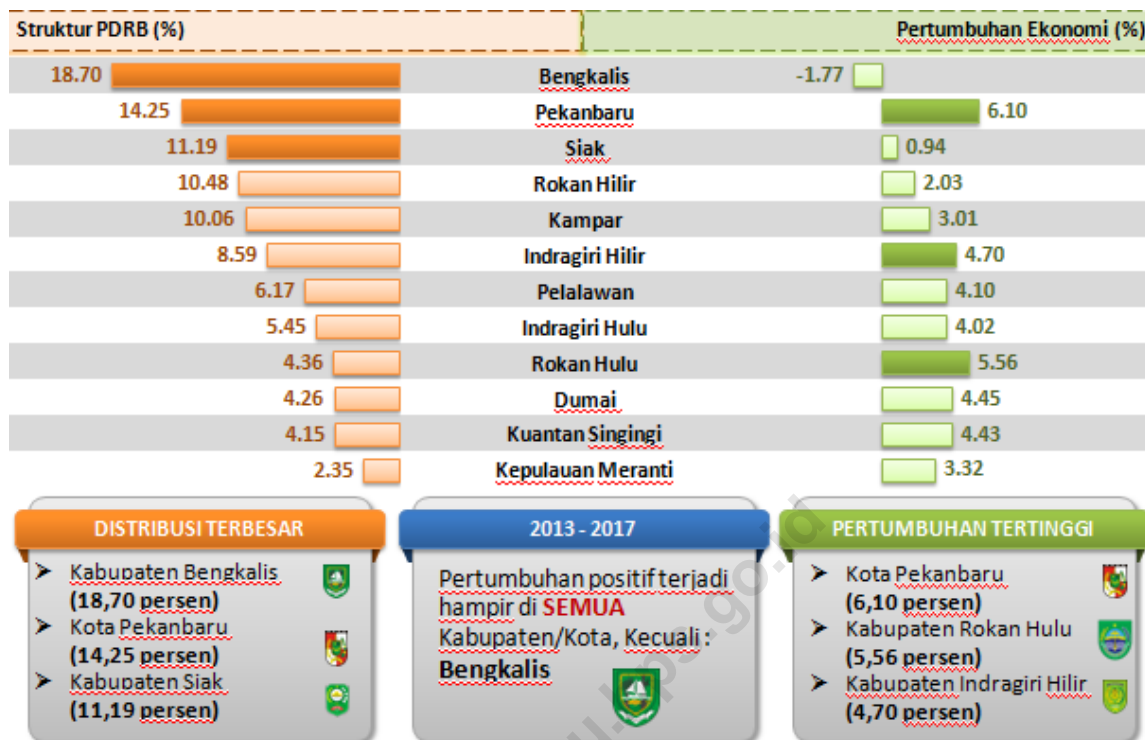 Struktur PDRB (%) Pertumbuhan Ekonomi (%)
18.70 Bengkalis -1.77
14.25 Pekanbaru 6.10
11.19 Siak 0.94
10.48 Rokan Hilir 2.03
10.06 Kampar 3.01
8.59 Indragiri Hilir 4.70
6.17 Pelalawan 4.10
5.45 Indragiri Hulu 4.02
4.36 Rokan Hulu 5.56
4.26 Dumai 4.45
4.15 Kuantan Singingi 4.43
2.35 Kepulauan Meranti 3.32
DISTRIBUSI TERBESAR
➤ Kabupaten Bengkalis
(18,70 persen)
➤ Kota Pekanbaru
(14,25 persen)
➤ Kabupaten Siak
(11,19 persen)
2013 - 2017
Pertumbuhan positif terjadi
hampir di SEMUA
Kabupaten/Kota, Kecuali :
Bengkalis
PERTUMBUHAN TERTINGGI
➤ Kota Pekanbaru
(6,10 persen)
➤ Kabupaten Rokan Hulu
(5,56 persen)
➤ Kabupaten Indragiri Hilir
(4,70 persen)